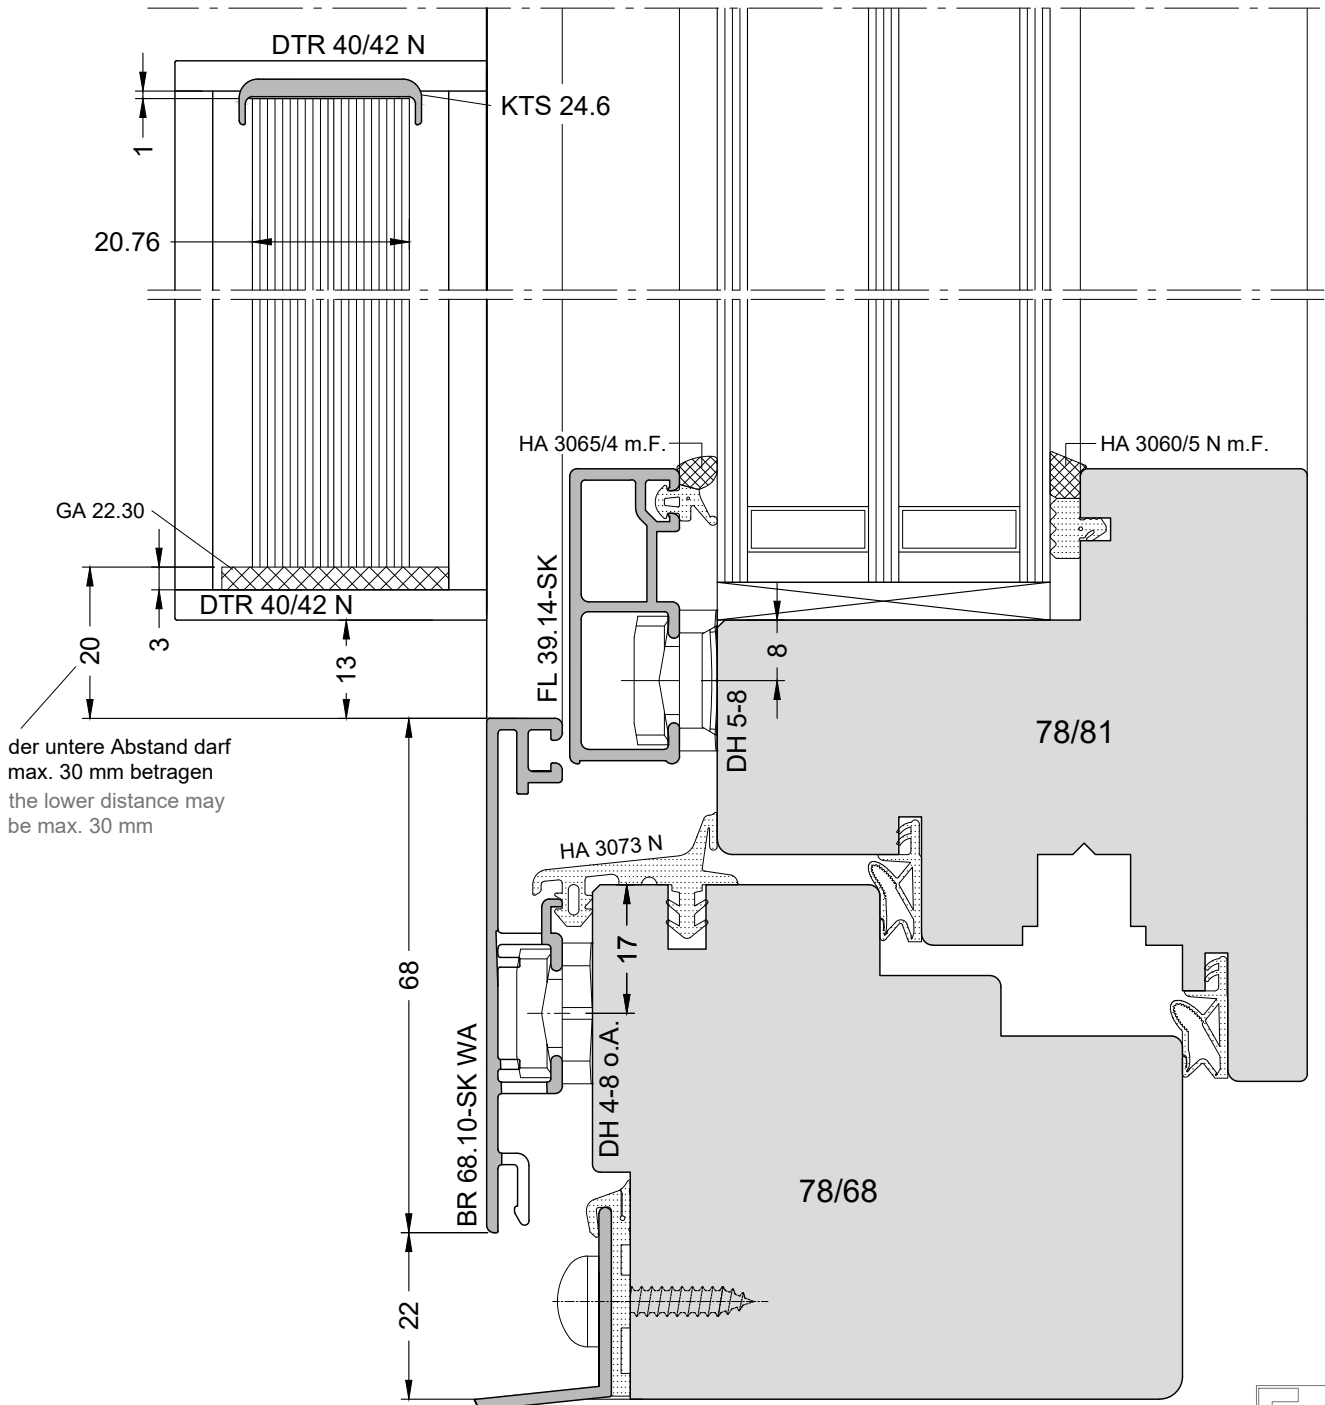 DTR 40/42 N
KTS 24.6
1
20.76
HA 3065/4 m.F.
HA 3060/5 N m.F.
GA 22.30
DTR 40/42 N
FL 39.14-SK
20
3
13
8
DH 5-8
78/81
der untere Abstand darf
max. 30 mm betragen
the lower distance may
be max. 30 mm
HA 3073 N
68
17
BR 68.10-SK WA
DH 4-8 o.A.
78/68
22